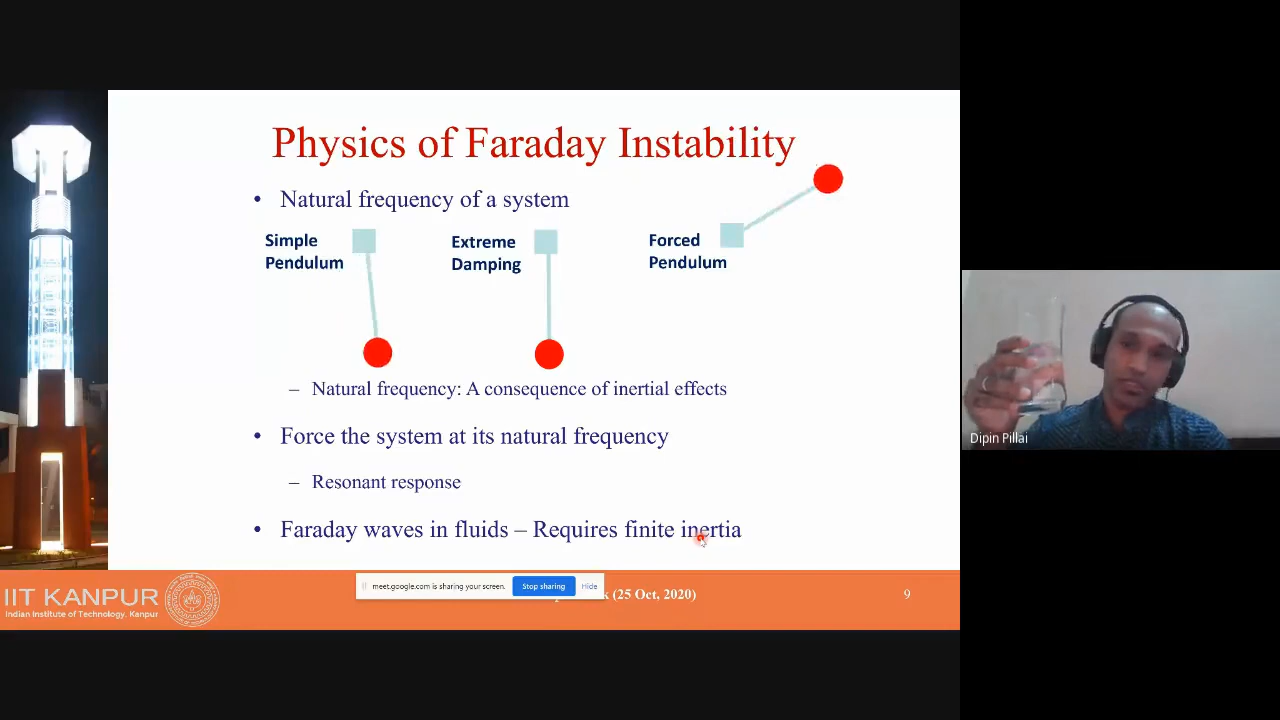 Physics of Faraday Instability
• Natural frequency of a system
Simple
Pendulum
Extreme
Damping
Forced
Pendulum
– Natural frequency: A consequence of inertial effects
• Force the system at its natural frequency
– Resonant response
• Faraday waves in fluids – Requires finite inertia
Dipin Pillai
meet.google.com is sharing your screen.
Stop sharing
Hide
(25 Oct, 2020)
9
IIT KANPUR
Indian Institute of Technology, Kanpur